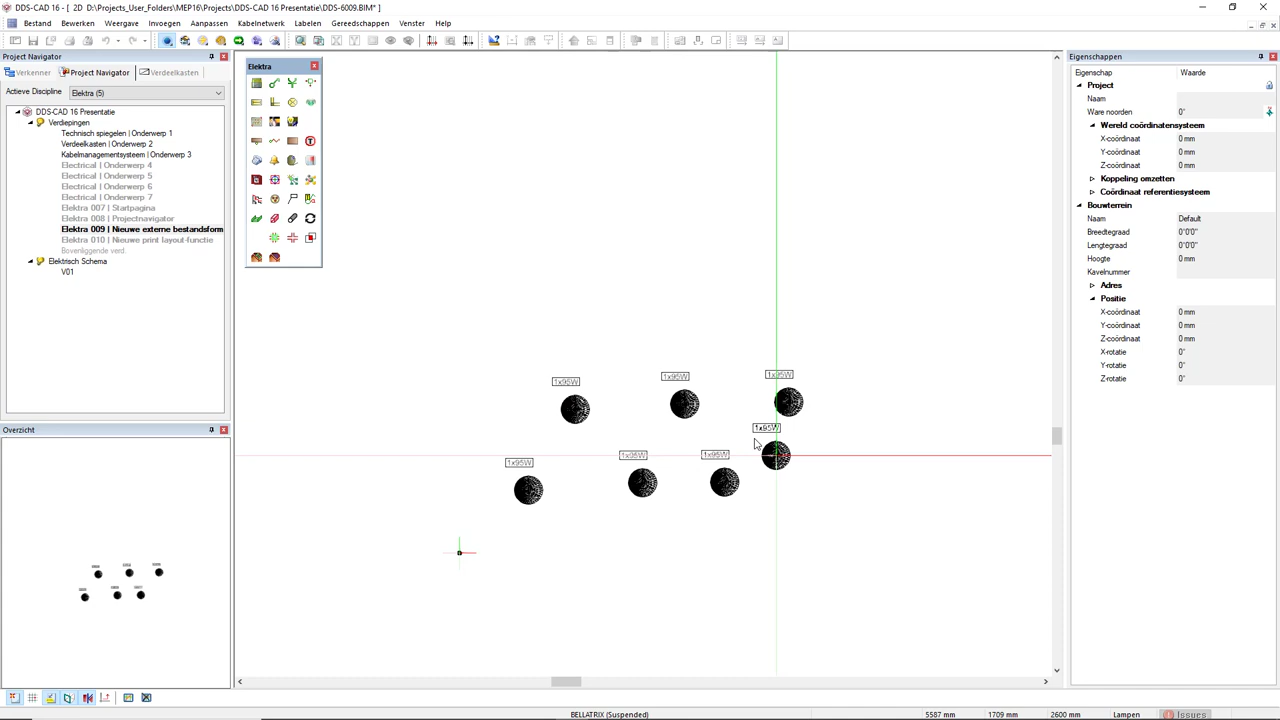 DDS-CAD 16 - [ 2D D:\Projects_User_Folders\MEP16\Projects\DDS-CAD 16 Presentatie\DDS-6009.BIM* ]
Bestand Bewerken Weergave Invoegen Aanpassen Kabelnetwerk Labelen Gereedschappen Venster Help
Project Navigator
Verkenner Project Navigator Verdeelkasten
Actieve Discipline Elektra (5)
DDS-CAD 16 Presentatie
Verdiepingen
Technisch spiegelen | Onderwerp 1
Verdeelkasten | Onderwerp 2
Kabelmanagementsysteem | Onderwerp 3
Electrical | Onderwerp 4
Electrical | Onderwerp 5
Electrical | Onderwerp 6
Electrical | Onderwerp 7
Elektra 007 | Startpagina
Elektra 008 | Projectnavigator
Elektra 009 | Nieuwe externe bestandsform
Elektra 010 | Nieuwe print layout-functie
Bovenliggende verd.
Elektrisch Schema
V01
Overzicht
Elektra
1x95W
1x95W
1x95W
1x95W
1x95W
1x95W
1x95W
Eigenschappen
Eigenschap Waarde
Project
Naam
Ware noorden 0°
Wereld coördinatensysteem
X-coördinaat 0 mm
Y-coördinaat 0 mm
Z-coördinaat 0 mm
Koppeling omzetten
Coördinaat referentiesysteem
Bouwterrein
Naam Default
Breedtegraad 0°0'0"
Lengtegraad 0°0'0"
Hoogte 0 mm
Kavelnummer
Adres
Positie
X-coördinaat 0 mm
Y-coördinaat 0 mm
Z-coördinaat 0 mm
X-rotatie 0°
Y-rotatie 0°
Z-rotatie 0°
BELLATRIX (Suspended) 5587 mm 1709 mm 2600 mm Lampen Issues